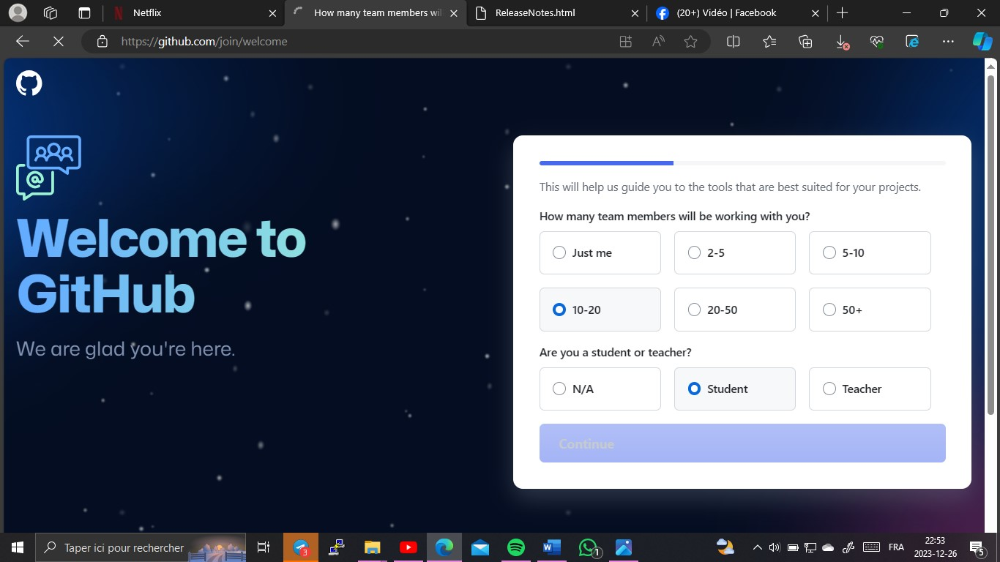 Netflix
How many team members wil
ReleaseNotes.html
(20+) Vidéo | Facebook
https://github.com/join/welcome
Welcome to
GitHub
We are glad you're here.
This will help us guide you to the tools that are best suited for your projects.
How many team members will be working with you?
Just me
2-5
5-10
10-20
20-50
50+
Are you a student or teacher?
N/A
Student
Teacher
Continue
Taper ici pour rechercher
3
1
FRA
22:53
2023-12-26
5